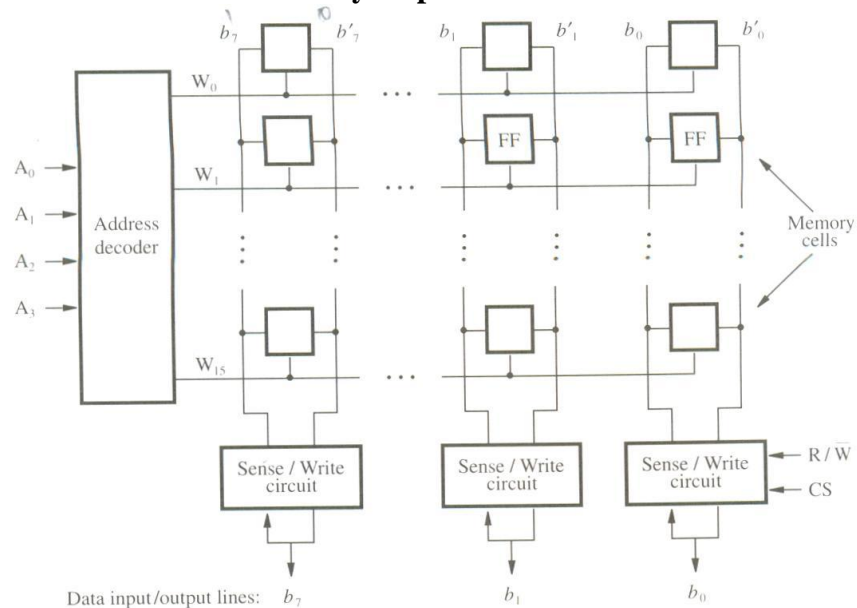 b₇ b'₇ b₁ b'₁ b₀ b'₀
W₀
• • •
FF FF
A₀
W₁
A₁
Address
decoder
Memory
cells
A₂
A₃
W₁₅
• • •
Sense / Write
circuit
Sense / Write
circuit
Sense / Write
circuit
R / W̅
CS
Data input/output lines: b₇ b₁ b₀